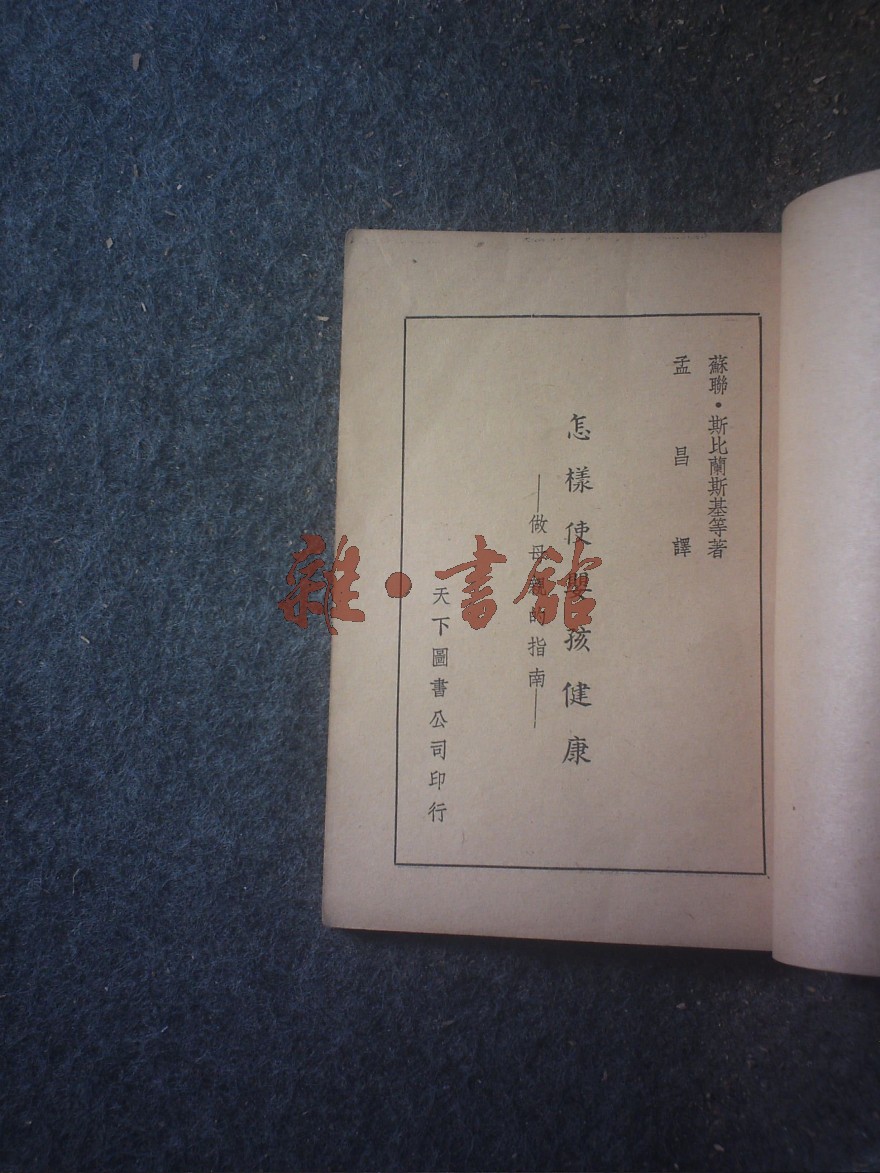 蘇聯·斯比蘭斯基等著
孟昌譯
怎樣使嬰孩健康
——做母親的指南——
天下圖書公司印行
雜·書館